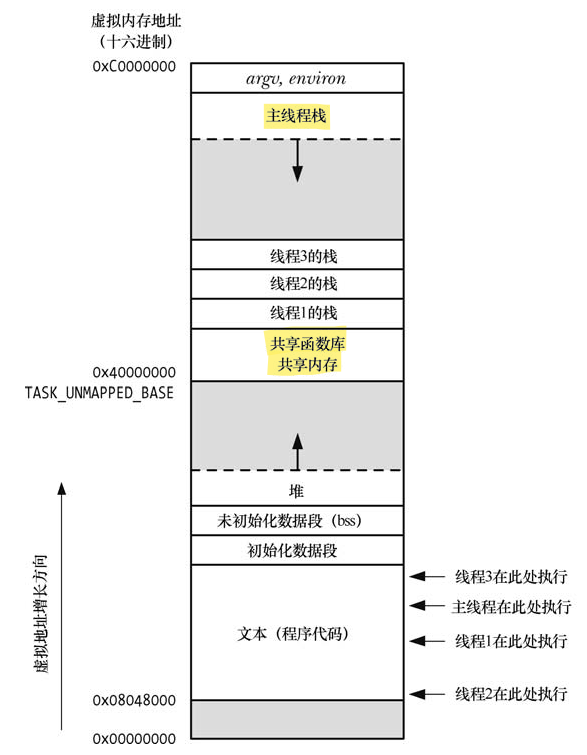 虚拟内存地址
（十六进制）
0xC0000000
argv, environ
主线程栈
线程3的栈
线程2的栈
线程1的栈
共享函数库
共享内存
0x40000000
TASK_UNMAPPED_BASE
堆
未初始化数据段（bss）
初始化数据段
文本（程序代码）
线程3在此处执行
主线程在此处执行
线程1在此处执行
线程2在此处执行
虚拟地址增长方向
0x08048000
0x00000000